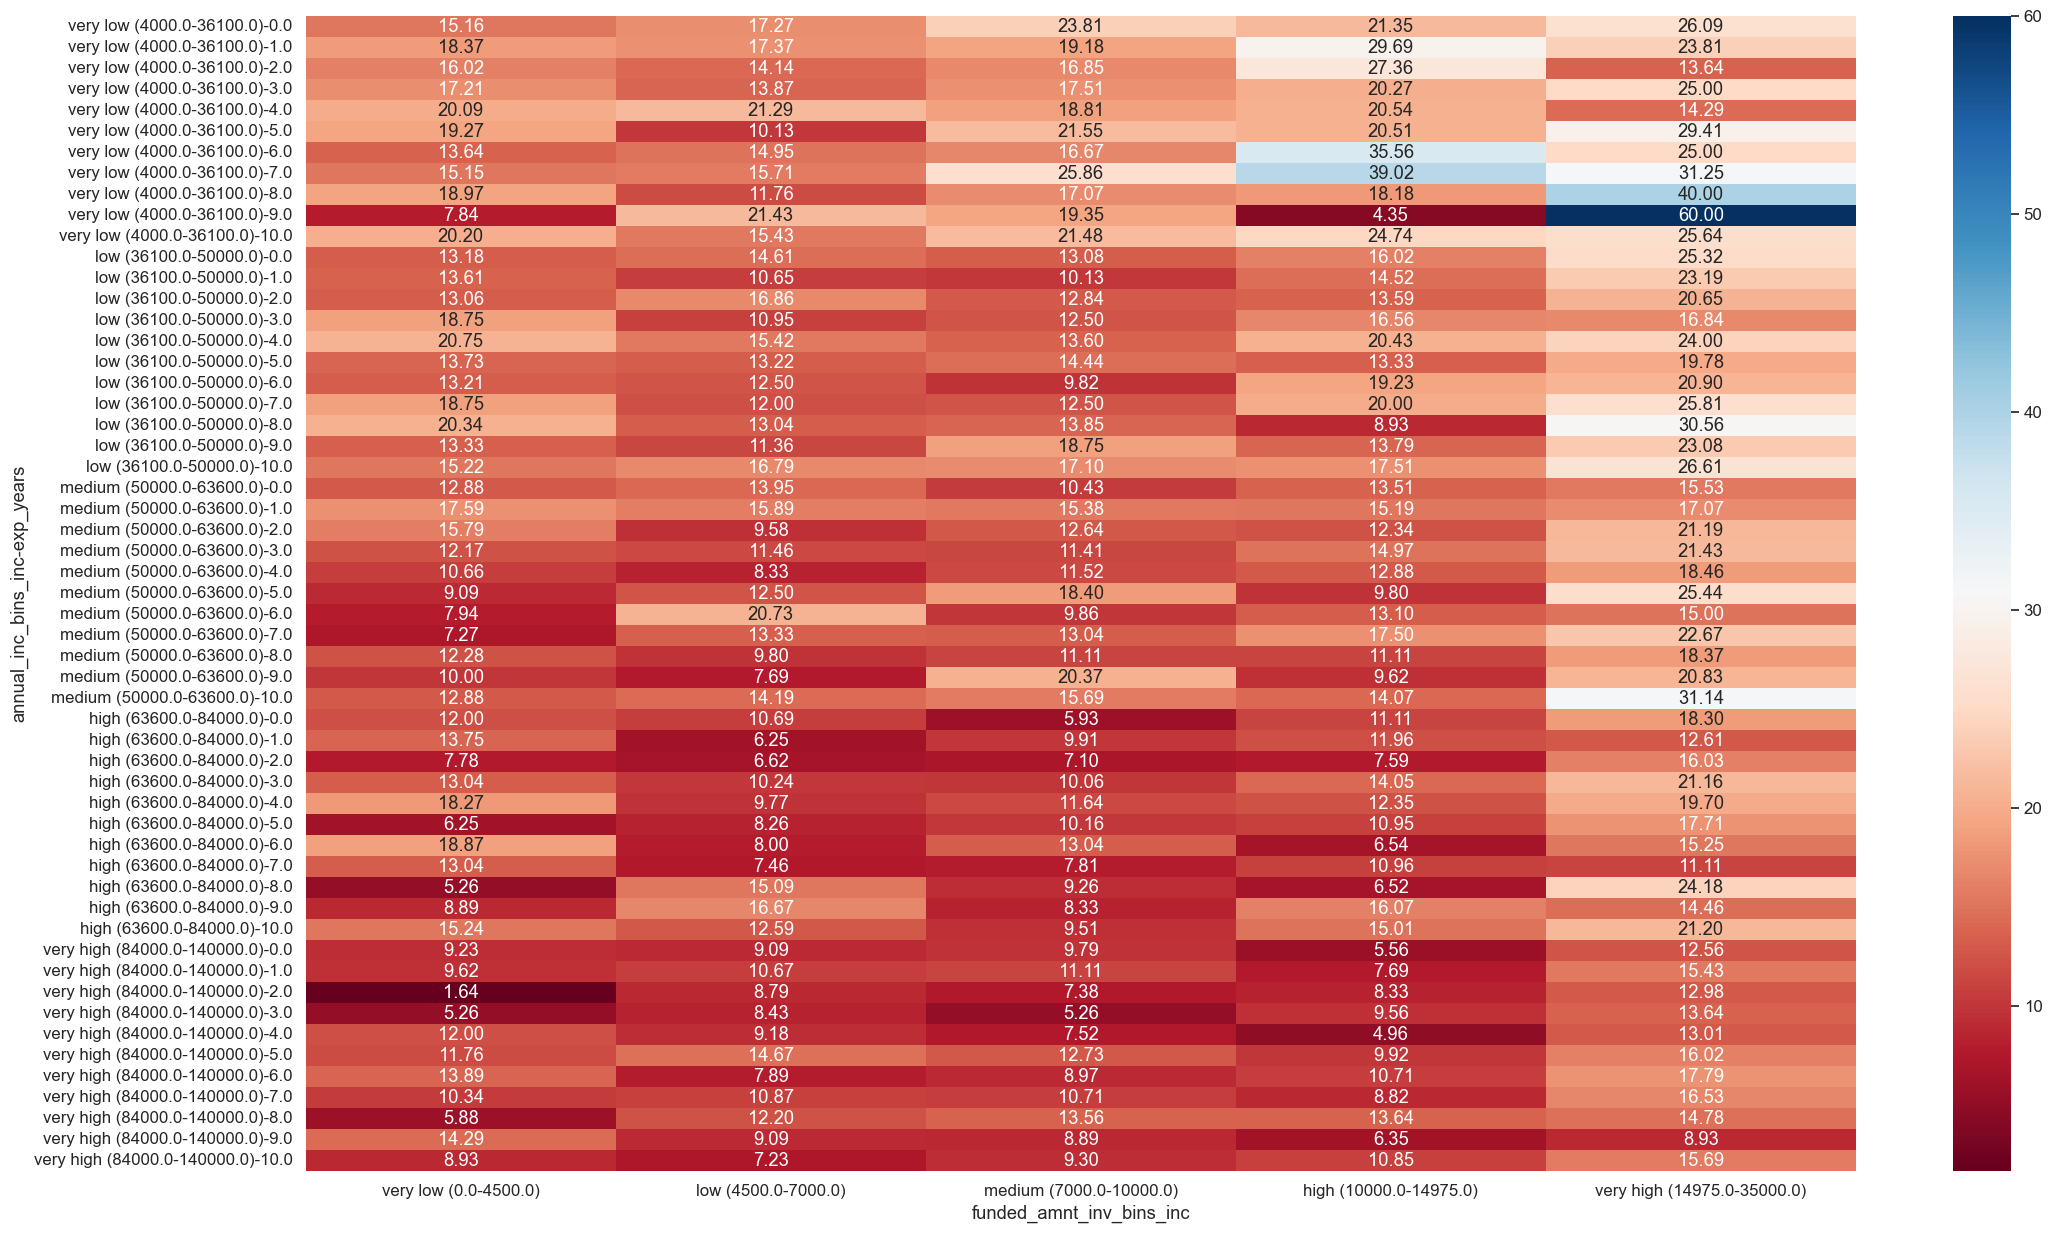 very low (4000.0-36100.0)-0.0 15.16 17.27 23.81 21.35 26.09
very low (4000.0-36100.0)-1.0 18.37 17.37 19.18 29.69 23.81
very low (4000.0-36100.0)-2.0 16.02 14.14 16.85 27.36 13.64
very low (4000.0-36100.0)-3.0 17.21 13.87 17.51 20.27 25.00
very low (4000.0-36100.0)-4.0 20.09 21.29 18.81 20.54 14.29
very low (4000.0-36100.0)-5.0 19.27 10.13 21.55 20.51 29.41
very low (4000.0-36100.0)-6.0 13.64 14.95 16.67 35.56 25.00
very low (4000.0-36100.0)-7.0 15.15 15.71 25.86 39.02 31.25
very low (4000.0-36100.0)-8.0 18.97 11.76 17.07 18.18 40.00
very low (4000.0-36100.0)-9.0 7.84 21.43 19.35 4.35 60.00
very low (4000.0-36100.0)-10.0 20.20 15.43 21.48 24.74 25.64
low (36100.0-50000.0)-0.0 13.18 14.61 13.08 16.02 25.32
low (36100.0-50000.0)-1.0 13.61 10.65 10.13 14.52 23.19
low (36100.0-50000.0)-2.0 13.06 16.86 12.84 13.59 20.65
low (36100.0-50000.0)-3.0 18.75 10.95 12.50 16.56 16.84
low (36100.0-50000.0)-4.0 20.75 15.42 13.60 20.43 24.00
low (36100.0-50000.0)-5.0 13.73 13.22 14.44 13.33 19.78
low (36100.0-50000.0)-6.0 13.21 12.50 9.82 19.23 20.90
low (36100.0-50000.0)-7.0 18.75 12.00 12.50 20.00 25.81
low (36100.0-50000.0)-8.0 20.34 13.04 13.85 8.93 30.56
low (36100.0-50000.0)-9.0 13.33 11.36 18.75 13.79 23.08
low (36100.0-50000.0)-10.0 15.22 16.79 17.10 17.51 26.61
medium (50000.0-63600.0)-0.0 12.88 13.95 10.43 13.51 15.53
medium (50000.0-63600.0)-1.0 17.59 15.89 15.38 15.19 17.07
medium (50000.0-63600.0)-2.0 15.79 9.58 12.64 12.34 21.19
medium (50000.0-63600.0)-3.0 12.17 11.46 11.41 14.97 21.43
medium (50000.0-63600.0)-4.0 10.66 8.33 11.52 12.88 18.46
medium (50000.0-63600.0)-5.0 9.09 12.50 18.40 9.80 25.44
medium (50000.0-63600.0)-6.0 7.94 20.73 9.86 13.10 15.00
medium (50000.0-63600.0)-7.0 7.27 13.33 13.04 17.50 22.67
medium (50000.0-63600.0)-8.0 12.28 9.80 11.11 11.11 18.37
medium (50000.0-63600.0)-9.0 10.00 7.69 20.37 9.62 20.83
medium (50000.0-63600.0)-10.0 12.88 14.19 15.69 14.07 31.14
high (63600.0-84000.0)-0.0 12.00 10.69 5.93 11.11 18.30
high (63600.0-84000.0)-1.0 13.75 6.25 9.91 11.96 12.61
high (63600.0-84000.0)-2.0 7.78 6.62 7.10 7.59 16.03
high (63600.0-84000.0)-3.0 13.04 10.24 10.06 14.05 21.16
high (63600.0-84000.0)-4.0 18.27 9.77 11.64 12.35 19.70
high (63600.0-84000.0)-5.0 6.25 8.26 10.16 10.95 17.71
high (63600.0-84000.0)-6.0 18.87 8.00 13.04 6.54 15.25
high (63600.0-84000.0)-7.0 13.04 7.46 7.81 10.96 11.11
high (63600.0-84000.0)-8.0 5.26 15.09 9.26 6.52 24.18
high (63600.0-84000.0)-9.0 8.89 16.67 8.33 16.07 14.46
high (63600.0-84000.0)-10.0 15.24 12.59 9.51 15.01 21.20
very high (84000.0-140000.0)-0.0 9.23 9.09 9.79 5.56 12.56
very high (84000.0-140000.0)-1.0 9.62 10.67 11.11 7.69 15.43
very high (84000.0-140000.0)-2.0 1.64 8.79 7.38 8.33 12.98
very high (84000.0-140000.0)-3.0 5.26 8.43 5.26 9.56 13.64
very high (84000.0-140000.0)-4.0 12.00 9.18 7.52 4.96 13.01
very high (84000.0-140000.0)-5.0 11.76 14.67 12.73 9.92 16.02
very high (84000.0-140000.0)-6.0 13.89 7.89 8.97 10.71 17.79
very high (84000.0-140000.0)-7.0 10.34 10.87 10.71 8.82 16.53
very high (84000.0-140000.0)-8.0 5.88 12.20 13.56 13.64 14.78
very high (84000.0-140000.0)-9.0 14.29 9.09 8.89 6.35 8.93
very high (84000.0-140000.0)-10.0 8.93 7.23 9.30 10.85 15.69
very low (0.0-4500.0) low (4500.0-7000.0) medium (7000.0-10000.0) high (10000.0-14975.0) very high (14975.0-35000.0)
funded_amnt_inv_bins_inc
annual_inc_bins_inc-exp_years
60
50
40
30
20
10